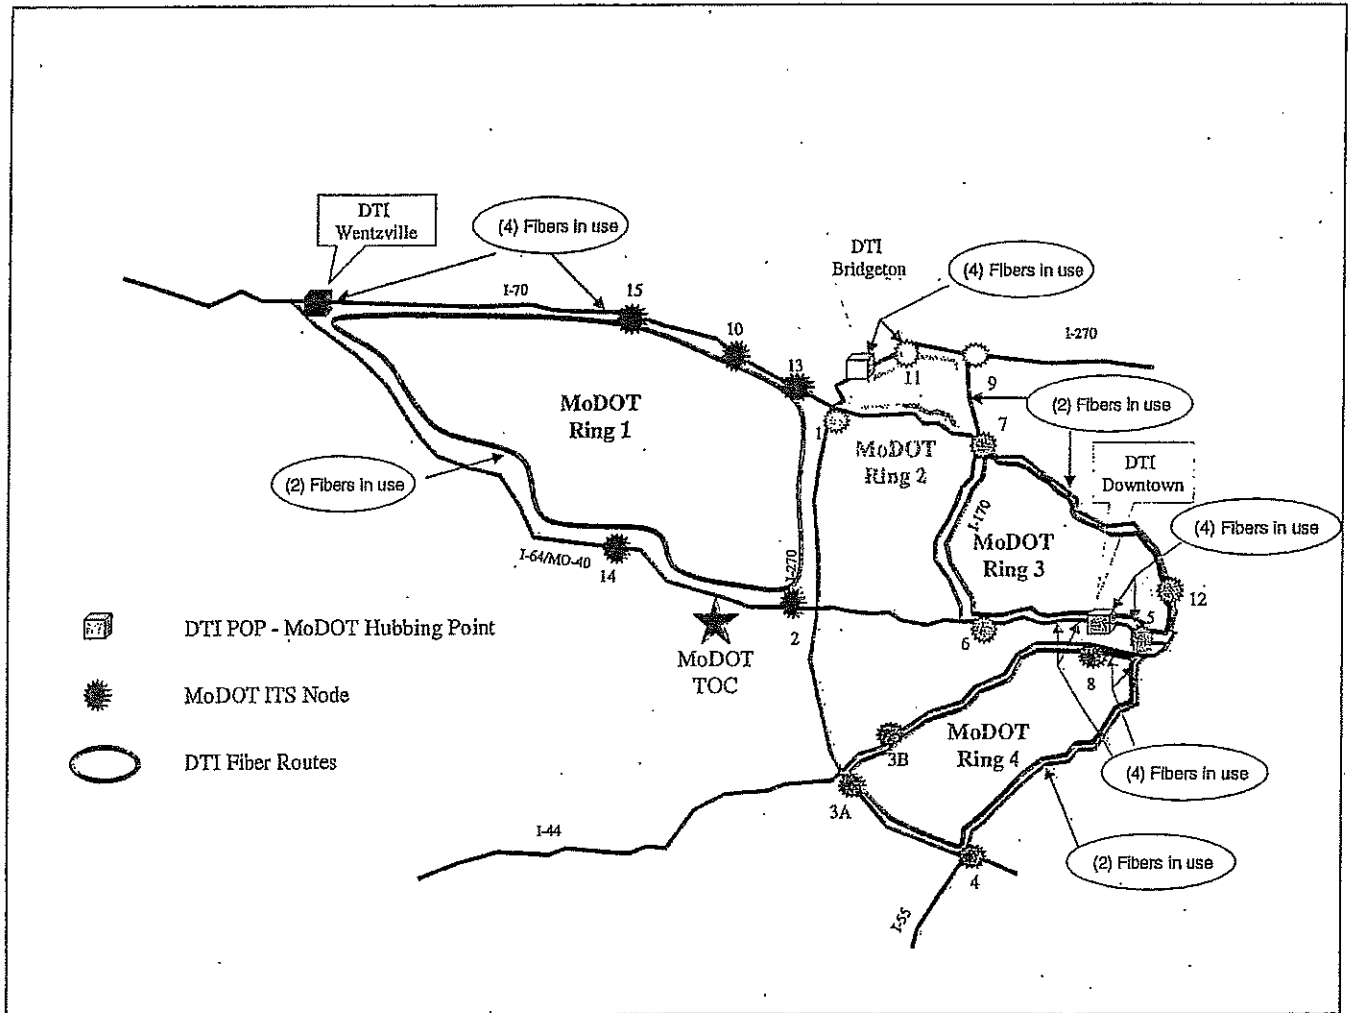 DTI
Wentzville
(4) Fibers in use
DTI
Bridgeton
(4) Fibers in use
I-70
15
10
13
11
9
I-270
(2) Fibers in use
MoDOT
Ring 1
1
MoDOT
Ring 2
7
DTI
Downtown
(2) Fibers in use
(4) Fibers in use
I-170
MoDOT
Ring 3
I-64/MO-40
14
I-270
2
12
5
6
8
MoDOT
TOC
DTI POP - MoDOT Hubbing Point
MoDOT ITS Node
DTI Fiber Routes
3B
MoDOT
Ring 4
(4) Fibers in use
3A
I-44
4
(2) Fibers in use
I-55